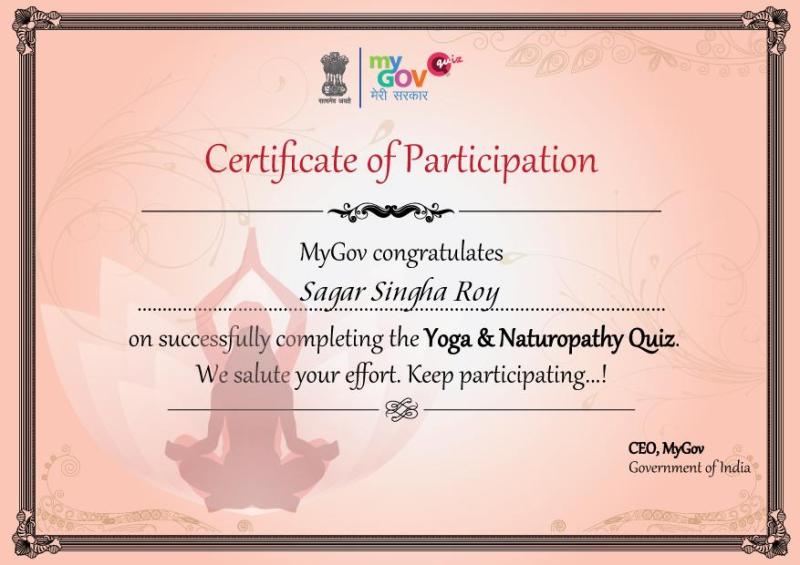 सत्यमेव जयते
my
GOV
quiz
मेरी सरकार
Certificate of Participation
MyGov congratulates
Sagar Singha Roy
on successfully completing the Yoga & Naturopathy Quiz.
We salute your effort. Keep participating...!
CEO, MyGov
Government of India